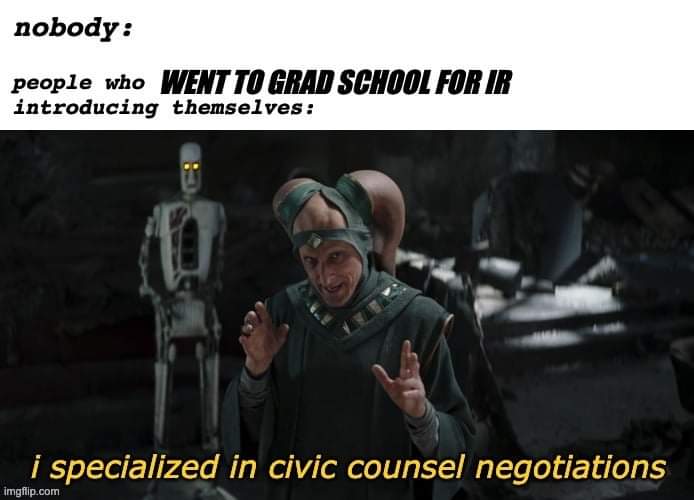 nobody:
people who WENT TO GRAD SCHOOL FOR IR
introducing themselves:
i specialized in civic counsel negotiations
imgflip.com